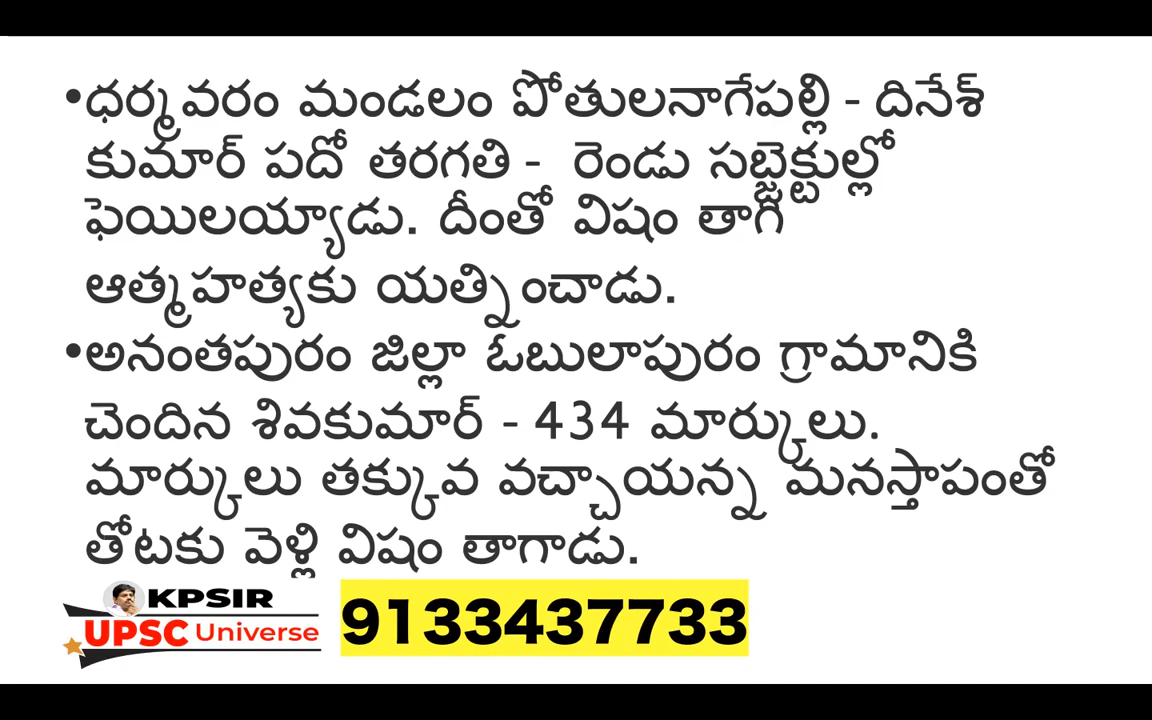 •ధర్మవరం మండలం పోతులనాగేపల్లి - దినేశ్
కుమార్ పదో తరగతి - రెండు సబ్జెక్టుల్లో
ఫెయిలయ్యాడు. దీంతో విషం తాగి
ఆత్మహత్యకు యత్నించాడు.
•అనంతపురం జిల్లా ఓబులాపురం గ్రామానికి
చెందిన శివకుమార్ - 434 మార్కులు.
మార్కులు తక్కువ వచ్చాయన్న మనస్తాపంతో
తోటకు వెళ్లి విషం తాగాడు.
KPSIR
UPSC Universe
9133437733